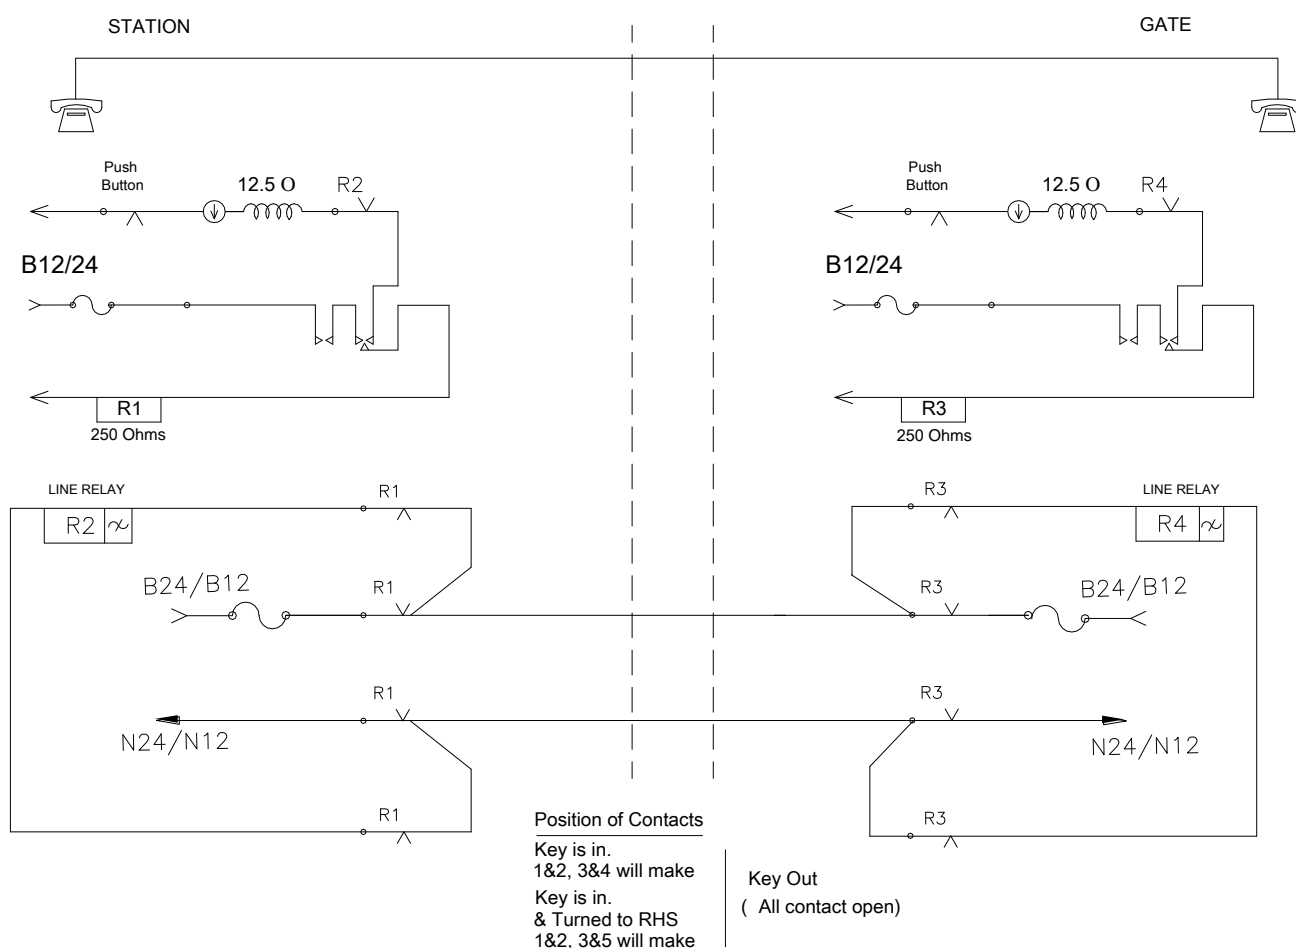 STATION
GATE
Push
Button
12.5 O
R2
Push
Button
12.5 O
R4
B12/24
B12/24
R1
250 Ohms
R3
250 Ohms
LINE RELAY
R1
R3
LINE RELAY
R2
R4
B24/B12
R1
R3
B24/B12
R1
R3
N24/N12
N24/N12
R1
R3
Position of Contacts
Key is in.
1&2, 3&4 will make
Key is in.
& Turned to RHS
1&2, 3&5 will make
Key Out
( All contact open)